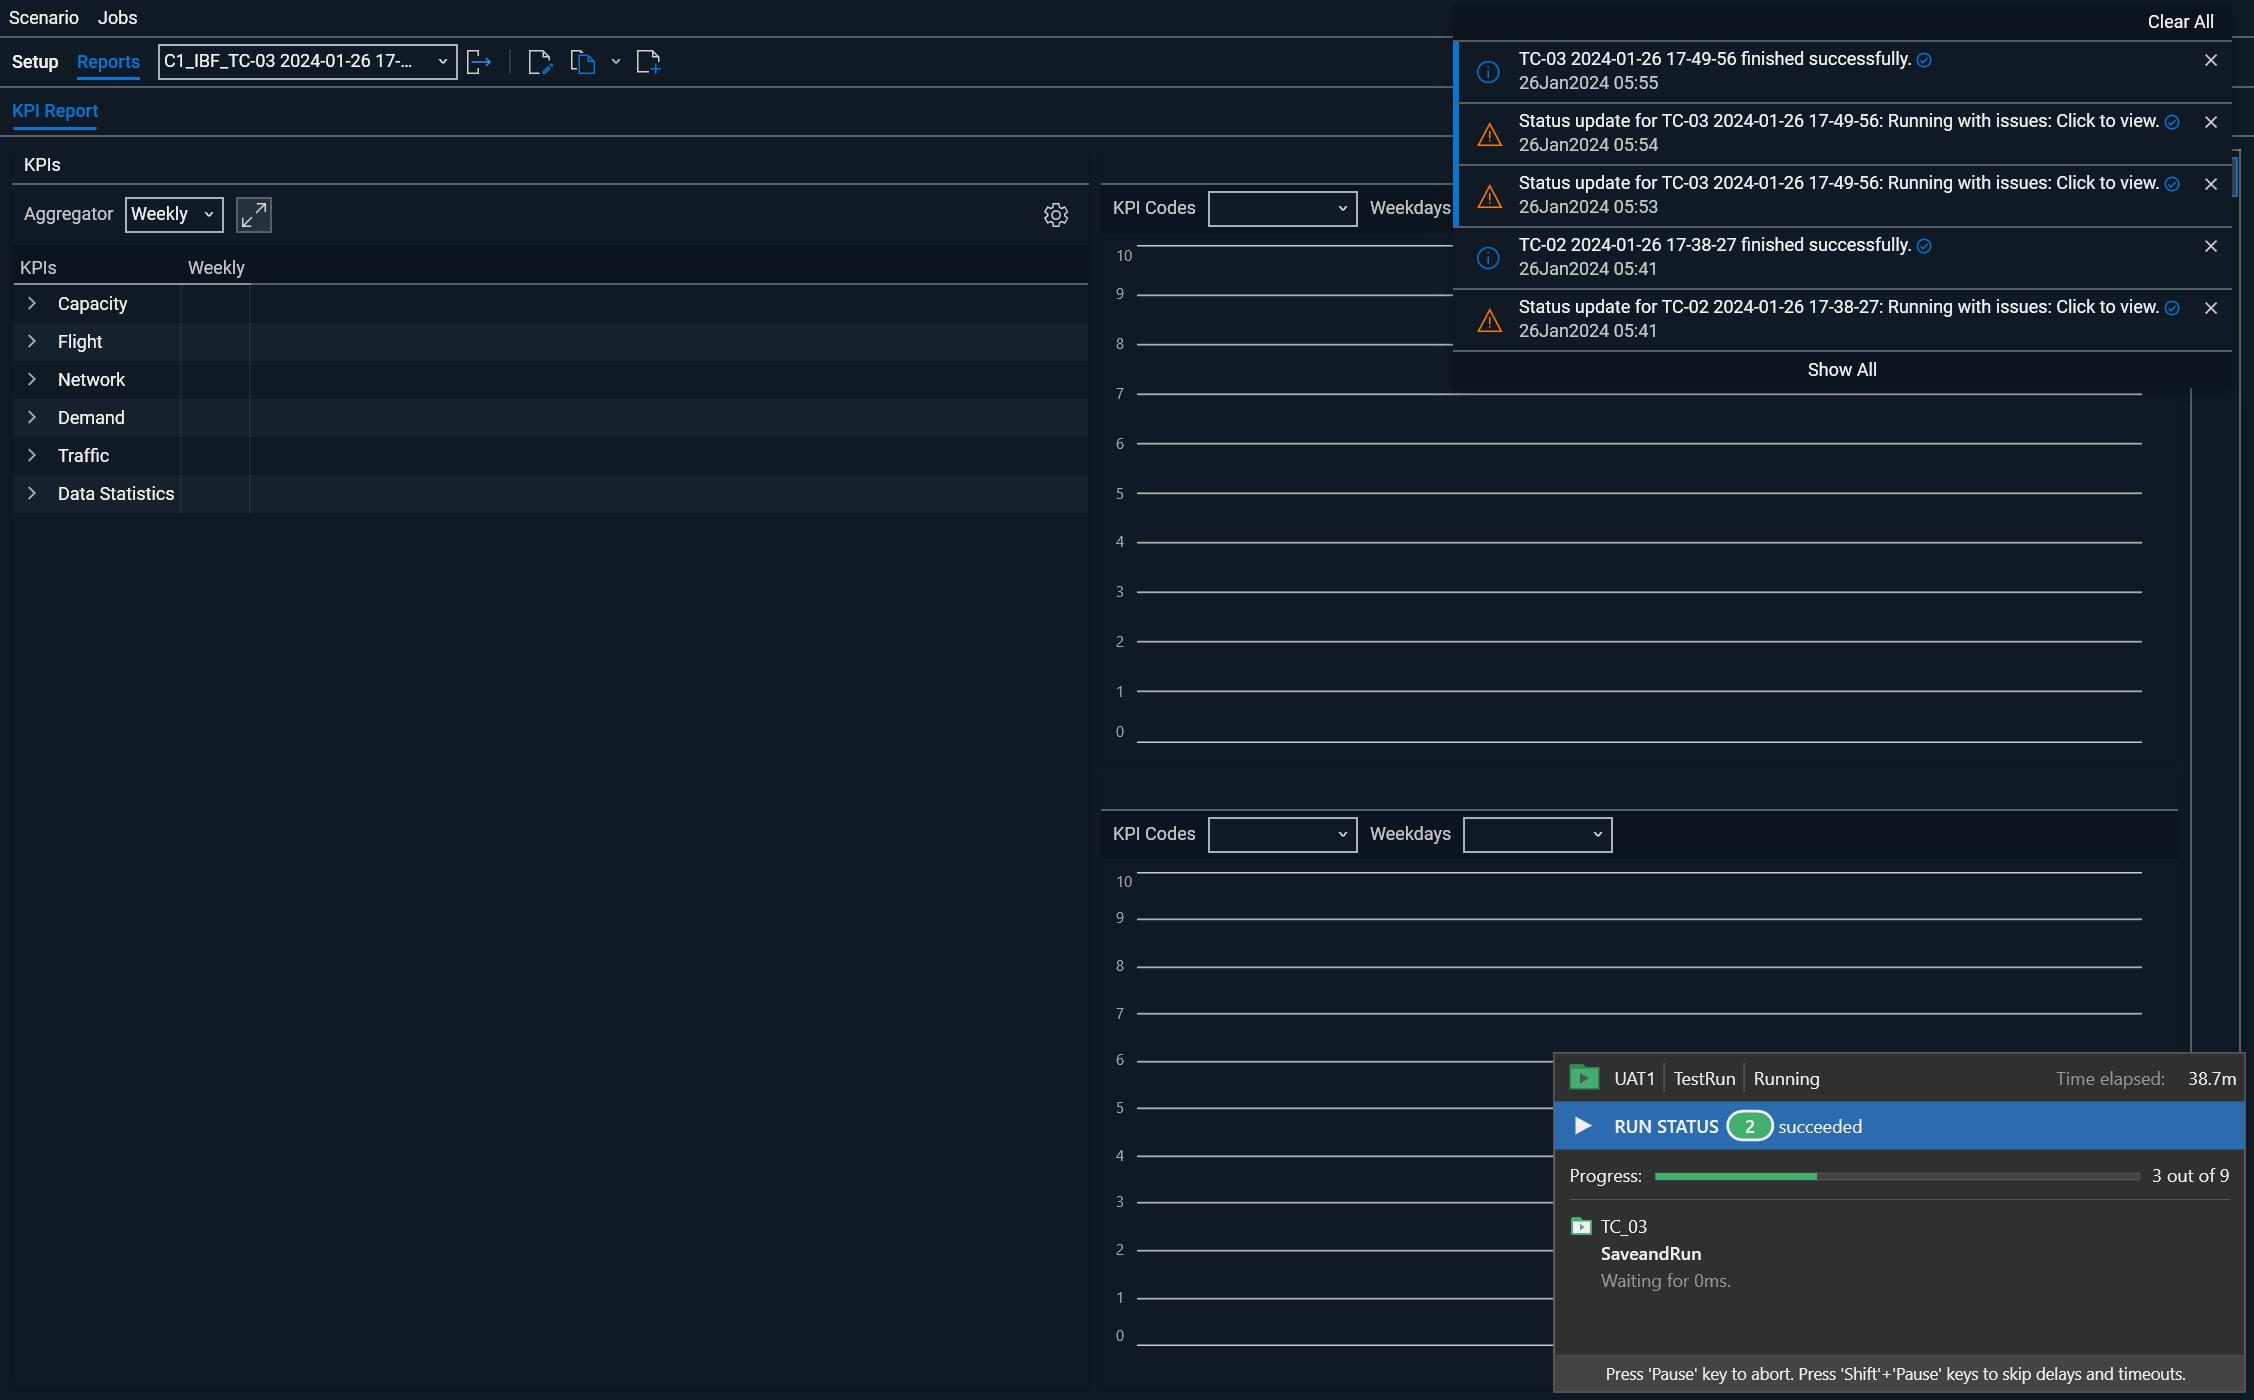 Scenario Jobs
Clear All
Setup Reports C1_IBF_TC-03 2024-01-26 17-...
TC-03 2024-01-26 17-49-56 finished successfully.
26Jan2024 05:55
Status update for TC-03 2024-01-26 17-49-56: Running with issues: Click to view.
26Jan2024 05:54
Status update for TC-03 2024-01-26 17-49-56: Running with issues: Click to view.
26Jan2024 05:53
TC-02 2024-01-26 17-38-27 finished successfully.
26Jan2024 05:41
Status update for TC-02 2024-01-26 17-38-27: Running with issues: Click to view.
26Jan2024 05:41
Show All
KPI Report
KPIs
Aggregator Weekly
KPIs Weekly
Capacity
Flight
Network
Demand
Traffic
Data Statistics
KPI Codes Weekdays
10
9
8
7
6
5
4
3
2
1
0
KPI Codes Weekdays
10
9
8
7
6
5
4
3
2
1
0
UAT1 TestRun Running Time elapsed: 38.7m
RUN STATUS 2 succeeded
Progress: 3 out of 9
TC_03
SaveandRun
Waiting for 0ms.
Press 'Pause' key to abort. Press 'Shift'+'Pause' keys to skip delays and timeouts.